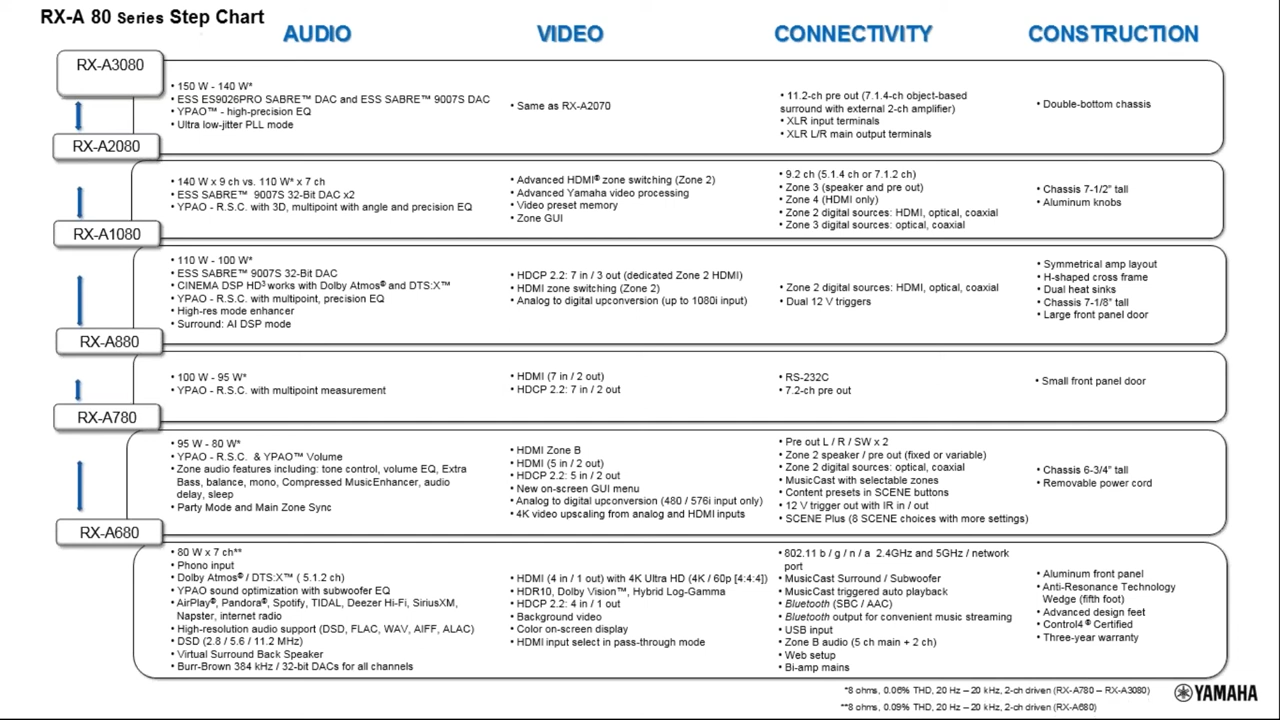 RX-A 80 Series Step Chart
AUDIO
VIDEO
CONNECTIVITY
CONSTRUCTION
RX-A3080
• 150 W - 140 W*
• ESS ES9026PRO SABRE™ DAC and ESS SABRE™ 9007S DAC
• YPAO™ - high-precision EQ
• Ultra low-jitter PLL mode
• Same as RX-A2070
• 11.2-ch pre out (7.1.4-ch object-based
surround with external 2-ch amplifier)
• XLR input terminals
• XLR L/R main output terminals
• Double-bottom chassis
RX-A2080
• 140 W x 9 ch vs. 110 W* x 7 ch
• ESS SABRE™ 9007S 32-Bit DAC x2
• YPAO - R.S.C. with 3D, multipoint with angle and precision EQ
• Advanced HDMI® zone switching (Zone 2)
• Advanced Yamaha video processing
• Video preset memory
• Zone GUI
• 9.2 ch (5.1.4 ch or 7.1.2 ch)
• Zone 3 (speaker and pre out)
• Zone 4 (HDMI only)
• Zone 2 digital sources: HDMI, optical, coaxial
• Zone 3 digital sources: optical, coaxial
• Chassis 7-1/2” tall
• Aluminum knobs
RX-A1080
• 110 W - 100 W*
• ESS SABRE™ 9007S 32-Bit DAC
• CINEMA DSP HD³ works with Dolby Atmos® and DTS:X™
• YPAO - R.S.C. with multipoint, precision EQ
• High-res mode enhancer
• Surround: AI DSP mode
• HDCP 2.2: 7 in / 3 out (dedicated Zone 2 HDMI)
• HDMI zone switching (Zone 2)
• Analog to digital upconversion (up to 1080i input)
• Zone 2 digital sources: HDMI, optical, coaxial
• Dual 12 V triggers
• Symmetrical amp layout
• H-shaped cross frame
• Dual heat sinks
• Chassis 7-1/8” tall
• Large front panel door
RX-A880
• 100 W - 95 W*
• YPAO - R.S.C. with multipoint measurement
• HDMI (7 in / 2 out)
• HDCP 2.2: 7 in / 2 out
• RS-232C
• 7.2-ch pre out
• Small front panel door
RX-A780
• 95 W - 80 W*
• YPAO - R.S.C. & YPAO™ Volume
• Zone audio features including: tone control, volume EQ, Extra
Bass, balance, mono, Compressed MusicEnhancer, audio
delay, sleep
• Party Mode and Main Zone Sync
• HDMI Zone B
• HDMI (5 in / 2 out)
• HDCP 2.2: 5 in / 2 out
• New on-screen GUI menu
• Analog to digital upconversion (480 / 576i input only)
• 4K video upscaling from analog and HDMI inputs
• Pre out L / R / SW x 2
• Zone 2 speaker / pre out (fixed or variable)
• Zone 2 digital sources: optical, coaxial
• MusicCast with selectable zones
• Content presets in SCENE buttons
• 12 V trigger out with IR in / out
• SCENE Plus (8 SCENE choices with more settings)
• Chassis 6-3/4” tall
• Removable power cord
RX-A680
• 80 W x 7 ch**
• Phono input
• Dolby Atmos® / DTS:X™ ( 5.1.2 ch)
• YPAO sound optimization with subwoofer EQ
• AirPlay®, Pandora®, Spotify, TIDAL, Deezer Hi-Fi, SiriusXM,
Napster, internet radio
• High-resolution audio support (DSD, FLAC, WAV, AIFF, ALAC)
• DSD (2.8 / 5.6 / 11.2 MHz)
• Virtual Surround Back Speaker
• Burr-Brown 384 kHz / 32-bit DACs for all channels
• HDMI (4 in / 1 out) with 4K Ultra HD (4K / 60p [4:4:4])
• HDR10, Dolby Vision™, Hybrid Log-Gamma
• HDCP 2.2: 4 in / 1 out
• Background video
• Color on-screen display
• HDMI input select in pass-through mode
• 802.11 b / g / n / a 2.4GHz and 5GHz / network
port
• MusicCast Surround / Subwoofer
• MusicCast triggered auto playback
• Bluetooth (SBC / AAC)
• Bluetooth output for convenient music streaming
• USB input
• Zone B audio (5 ch main + 2 ch)
• Web setup
• Bi-amp mains
• Aluminum front panel
• Anti-Resonance Technology
Wedge (fifth foot)
• Advanced design feet
• Control4® Certified
• Three-year warranty
*8 ohms, 0.06% THD, 20 Hz – 20 kHz, 2-ch driven (RX-A780 – RX-A3080)
**8 ohms, 0.09% THD, 20 Hz – 20 kHz, 2-ch driven (RX-A680)
YAMAHA